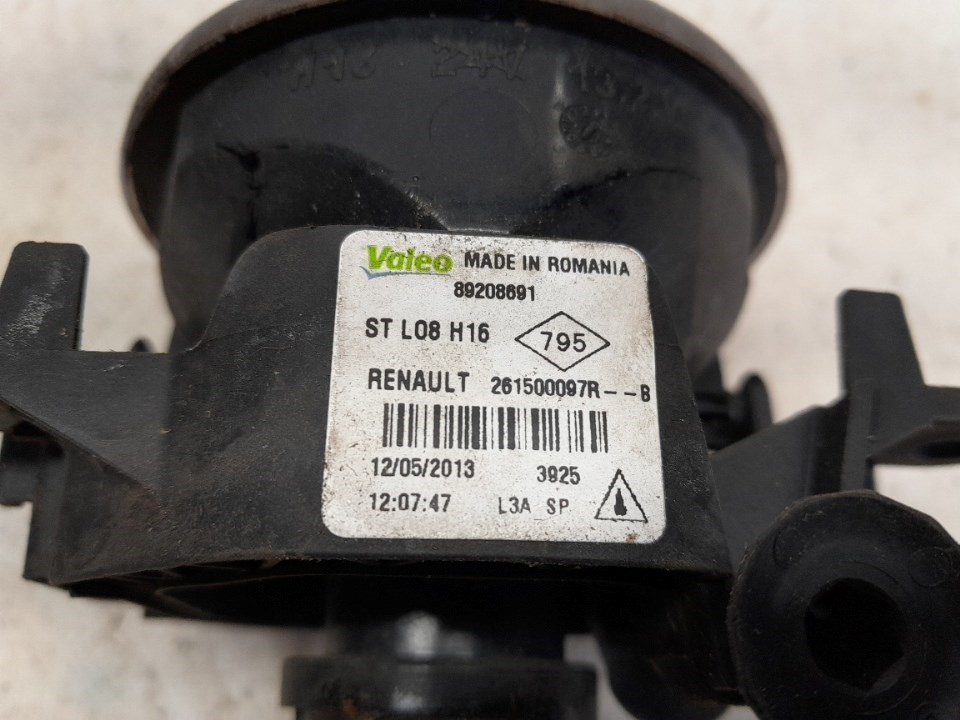 Valeo MADE IN ROMANIA
89208691
ST L08 H16 795
RENAULT 261500097R--B
12/05/2013 3925
12:07:47 L3A SP